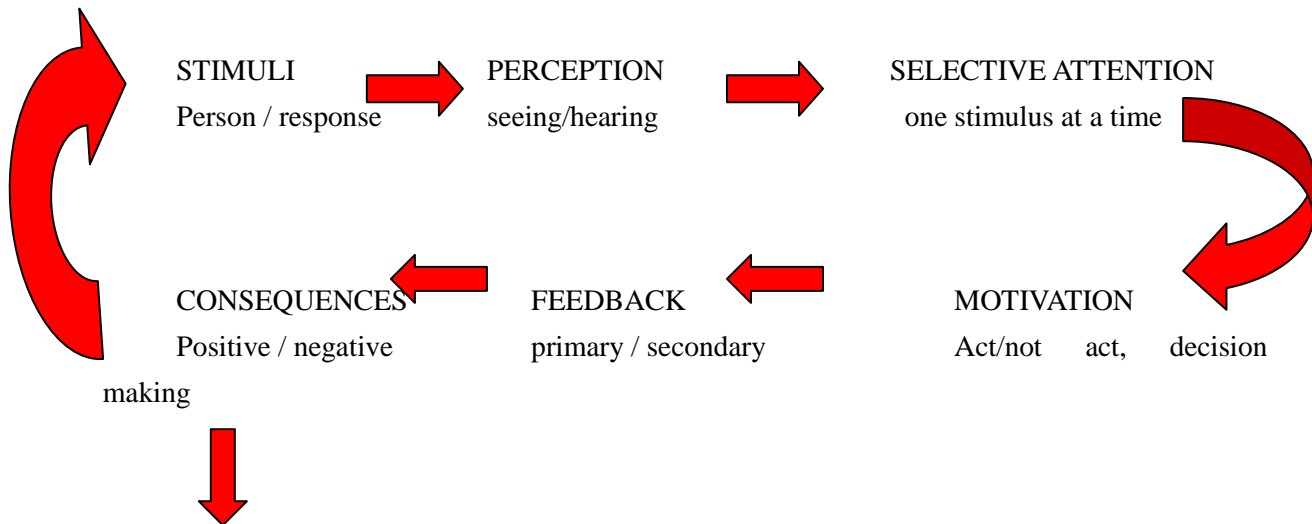 STIMULI PERCEPTION SELECTIVE ATTENTION
Person / response seeing/hearing one stimulus at a time
CONSEQUENCES FEEDBACK MOTIVATION
Positive / negative primary / secondary Act/not act, decision
making